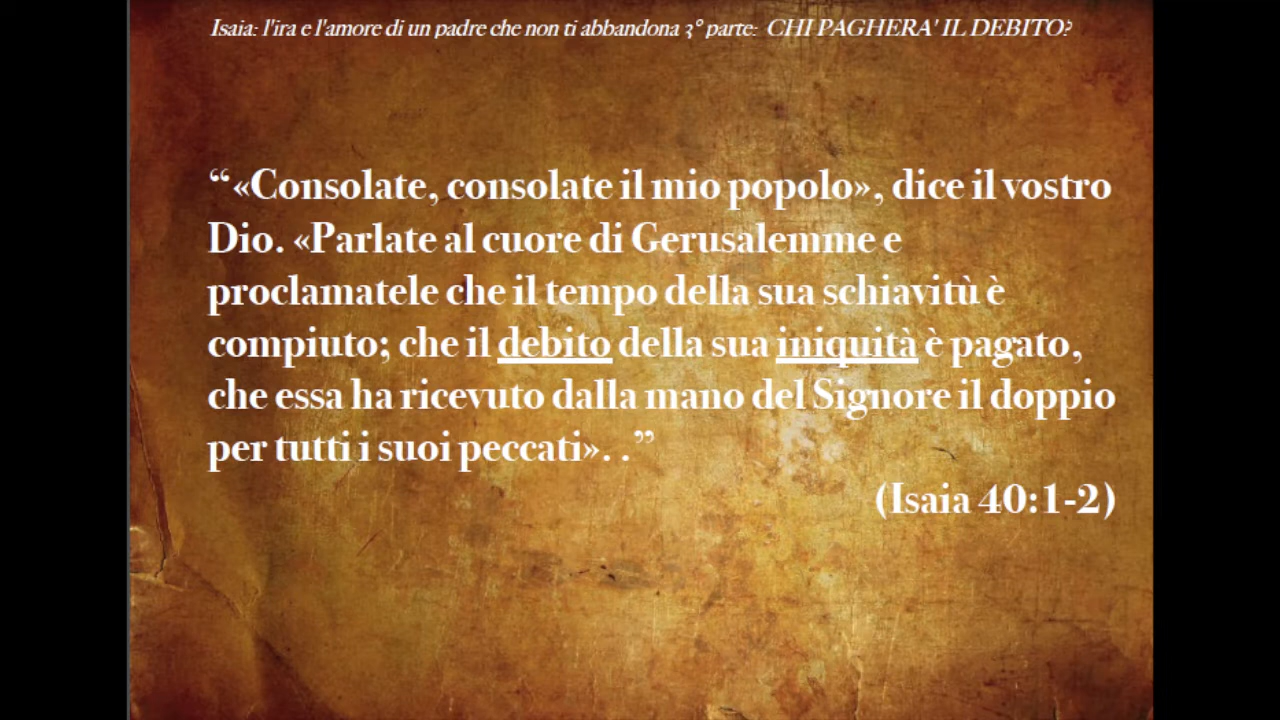 Isaia: l'ira e l'amore di un padre che non ti abbandona 3° parte: CHI PAGHERA' IL DEBITO?
“«Consolate, consolate il mio popolo», dice il vostro
Dio. «Parlate al cuore di Gerusalemme e
proclamatele che il tempo della sua schiavitù è
compiuto; che il debito della sua iniquità è pagato,
che essa ha ricevuto dalla mano del Signore il doppio
per tutti i suoi peccati». .”
(Isaia 40:1-2)